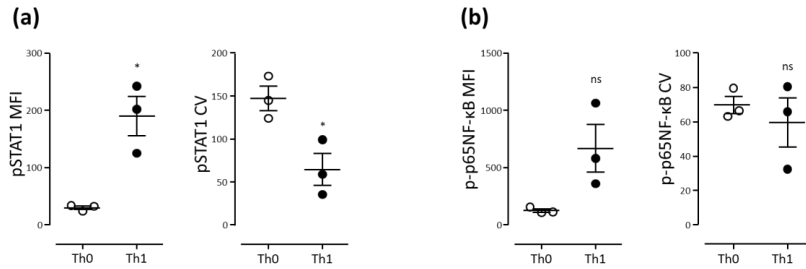 (a)
pSTAT1 MFI
300
200
100
0
*
Th0 Th1
pSTAT1 CV
200
150
100
50
0
*
Th0 Th1
(b)
p-p65NF-κB MFI
1500
1000
500
0
ns
Th0 Th1
p-p65NF-κB CV
100
80
60
40
20
0
ns
Th0 Th1